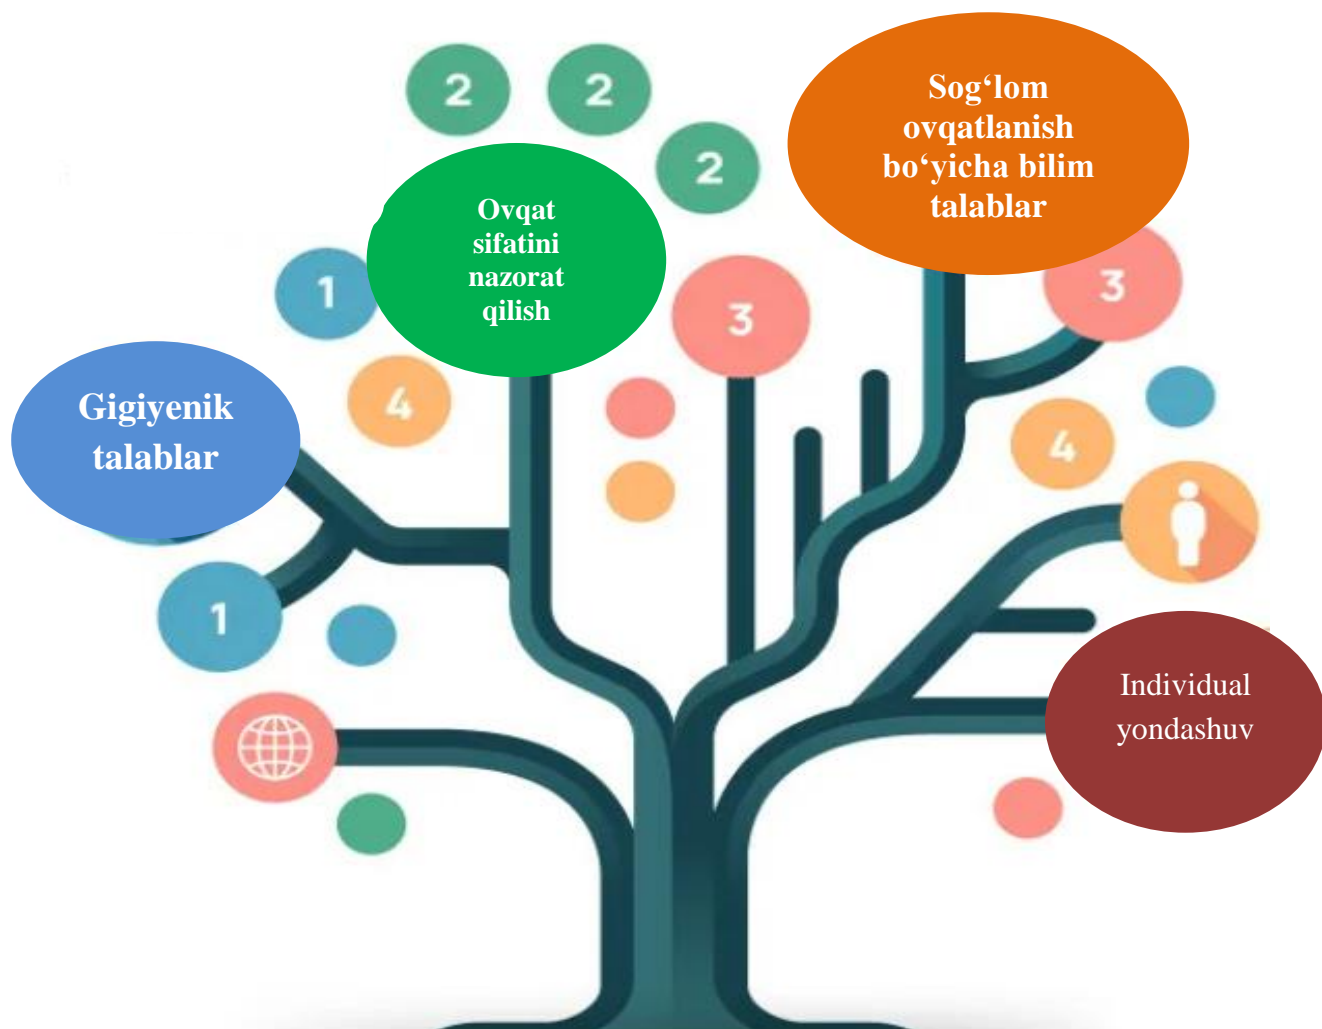 2
2
2
Sog‘lom
ovqatlanish
bo‘yicha bilim
talablar
Ovqat
sifatini
nazorat
qilish
1
3
3
4
Gigiyenik
talablar
4
1
Individual
yondashuv